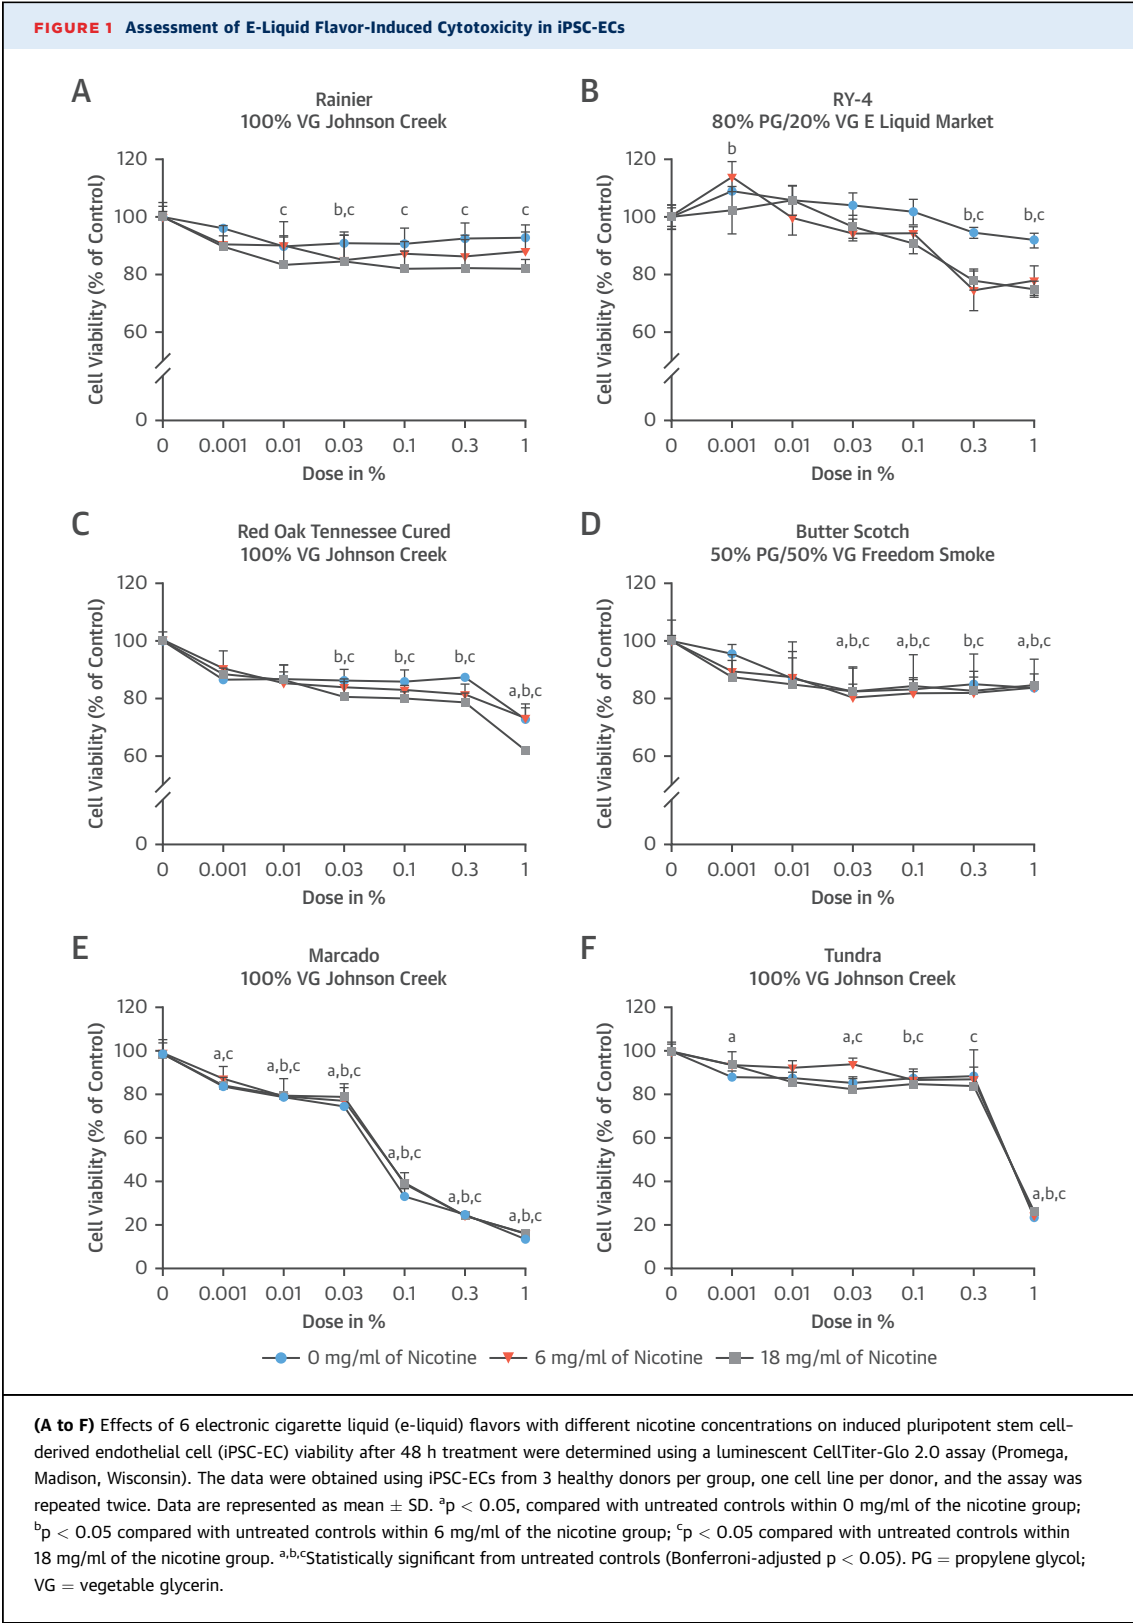 FIGURE 1 Assessment of E-Liquid Flavor-Induced Cytotoxicity in iPSC-ECs
A
Rainier
100% VG Johnson Creek
Cell Viability (% of Control)
120
100
80
60
0
c
b,c
c
c
c
0 0.001 0.01 0.03 0.1 0.3 1
Dose in %
B
RY-4
80% PG/20% VG E Liquid Market
Cell Viability (% of Control)
120
100
80
60
0
b
b,c
b,c
0 0.001 0.01 0.03 0.1 0.3 1
Dose in %
C
Red Oak Tennessee Cured
100% VG Johnson Creek
Cell Viability (% of Control)
120
100
80
60
0
b,c
b,c
b,c
a,b,c
0 0.001 0.01 0.03 0.1 0.3 1
Dose in %
D
Butter Scotch
50% PG/50% VG Freedom Smoke
Cell Viability (% of Control)
120
100
80
60
0
a,b,c
a,b,c
b,c
a,b,c
0 0.001 0.01 0.03 0.1 0.3 1
Dose in %
E
Marcado
100% VG Johnson Creek
Cell Viability (% of Control)
120
100
80
60
40
20
0
a,c
a,b,c
a,b,c
a,b,c
a,b,c
a,b,c
0 0.001 0.01 0.03 0.1 0.3 1
Dose in %
F
Tundra
100% VG Johnson Creek
Cell Viability (% of Control)
120
100
80
60
40
20
0
a
a,c
b,c
c
a,b,c
0 0.001 0.01 0.03 0.1 0.3 1
Dose in %
0 mg/ml of Nicotine 6 mg/ml of Nicotine 18 mg/ml of Nicotine
(A to F) Effects of 6 electronic cigarette liquid (e-liquid) flavors with different nicotine concentrations on induced pluripotent stem cell–
derived endothelial cell (iPSC-EC) viability after 48 h treatment were determined using a luminescent CellTiter-Glo 2.0 assay (Promega,
Madison, Wisconsin). The data were obtained using iPSC-ECs from 3 healthy donors per group, one cell line per donor, and the assay was
repeated twice. Data are represented as mean ± SD. ᵃp < 0.05, compared with untreated controls within 0 mg/ml of the nicotine group;
ᵇp < 0.05 compared with untreated controls within 6 mg/ml of the nicotine group; ᶜp < 0.05 compared with untreated controls within
18 mg/ml of the nicotine group. ᵃ,ᵇ,ᶜStatistically significant from untreated controls (Bonferroni-adjusted p < 0.05). PG = propylene glycol;
VG = vegetable glycerin.